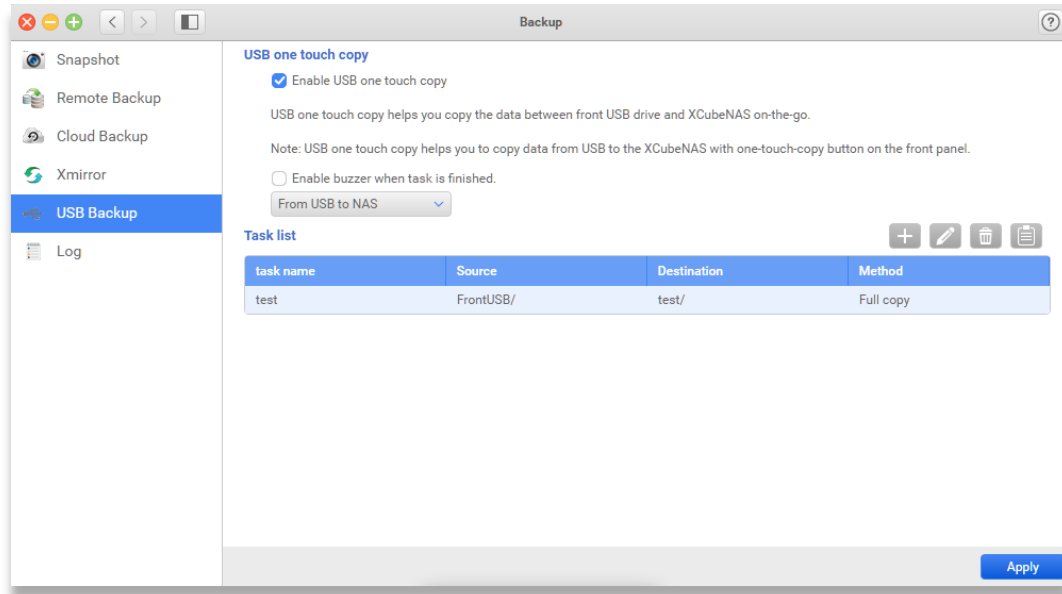 Backup
Snapshot
Remote Backup
Cloud Backup
Xmirror
USB Backup
Log
USB one touch copy
Enable USB one touch copy
USB one touch copy helps you copy the data between front USB drive and XCubeNAS on-the-go.
Note: USB one touch copy helps you to copy data from USB to the XCubeNAS with one-touch-copy button on the front panel.
Enable buzzer when task is finished.
From USB to NAS
Task list
task name Source Destination Method
test FrontUSB/ test/ Full copy
Apply